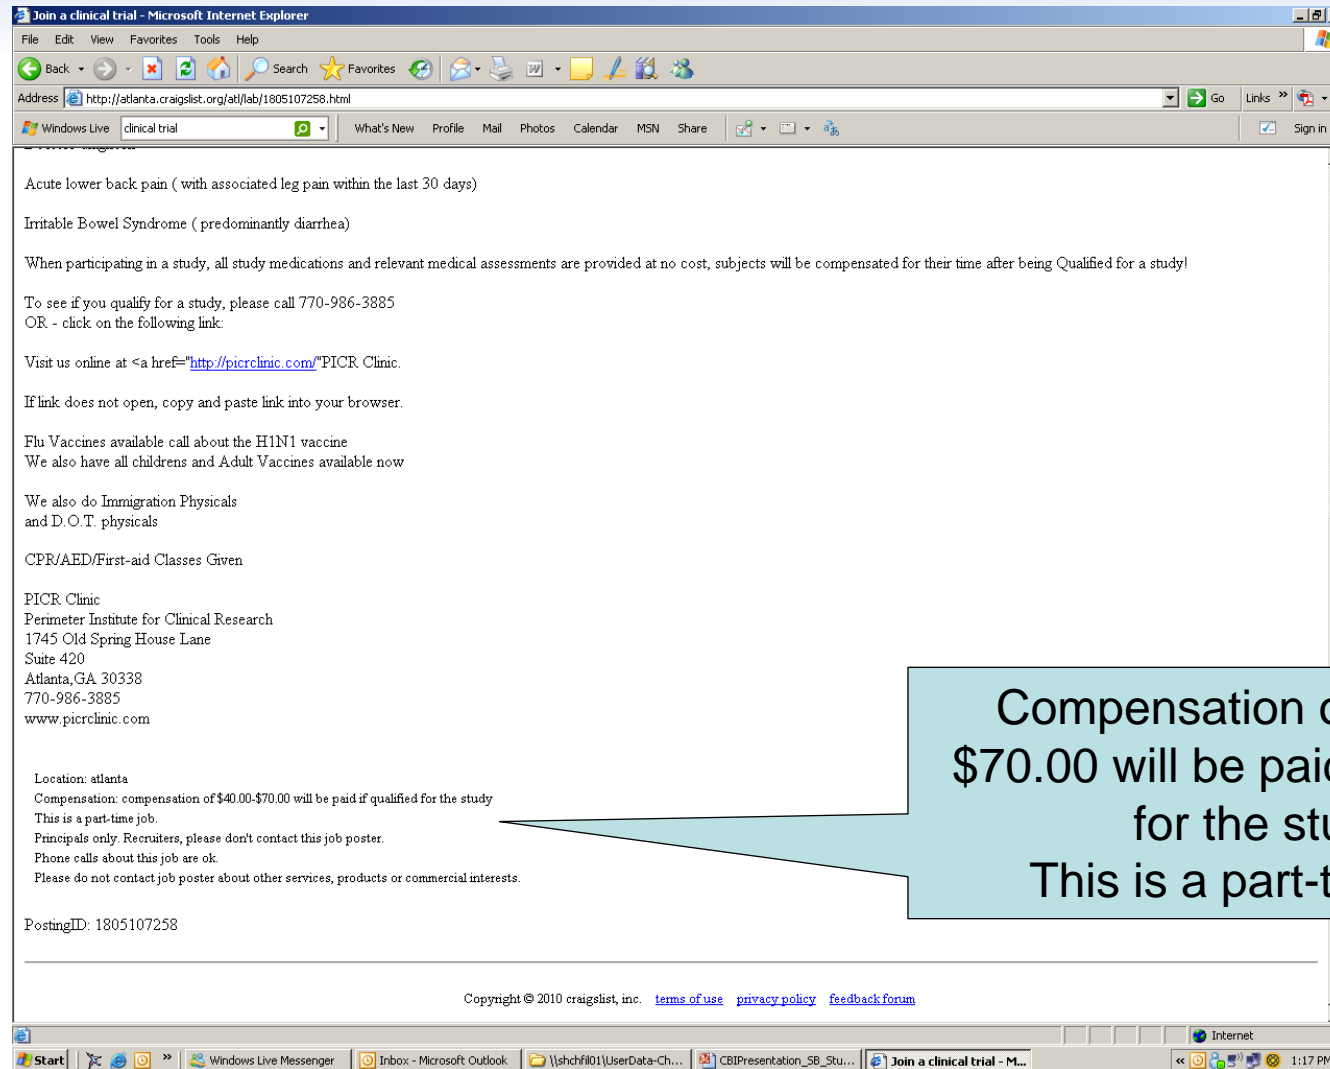 Join a clinical trial - Microsoft Internet Explorer
File Edit View Favorites Tools Help
Back Search Favorites
Address http://atlanta.craigslist.org/atl/lab/1805107258.html Go Links »
Windows Live clinical trial What's New Profile Mail Photos Calendar MSN Share Sign in
Acute lower back pain ( with associated leg pain within the last 30 days)
Irritable Bowel Syndrome ( predominantly diarrhea)
When participating in a study, all study medications and relevant medical assessments are provided at no cost, subjects will be compensated for their time after being Qualified for a study!
To see if you qualify for a study, please call 770-986-3885
OR - click on the following link:
Visit us online at <a href="http://picrclinic.com/"PICR Clinic.
If link does not open, copy and paste link into your browser.
Flu Vaccines available call about the H1N1 vaccine
We also have all childrens and Adult Vaccines available now
We also do Immigration Physicals
and D.O.T. physicals
CPR/AED/First-aid Classes Given
PICR Clinic
Perimeter Institute for Clinical Research
1745 Old Spring House Lane
Suite 420
Atlanta,GA 30338
770-986-3885
www.picrclinic.com
Location: atlanta
Compensation: compensation of $40.00-$70.00 will be paid if qualified for the study
This is a part-time job.
Principals only. Recruiters, please don't contact this job poster.
Phone calls about this job are ok.
Please do not contact job poster about other services, products or commercial interests.
Compensation
$70.00 will be paid
for the
This is a
PostingID: 1805107258
Copyright © 2010 craigslist, inc. terms of use privacy policy feedback forum
Internet
Start » Windows Live Messenger Inbox - Microsoft Outlook \\shchfil01\UserData-Ch... CBIPresentation_SB_Stu... Join a clinical trial - M... « 1:17 PM